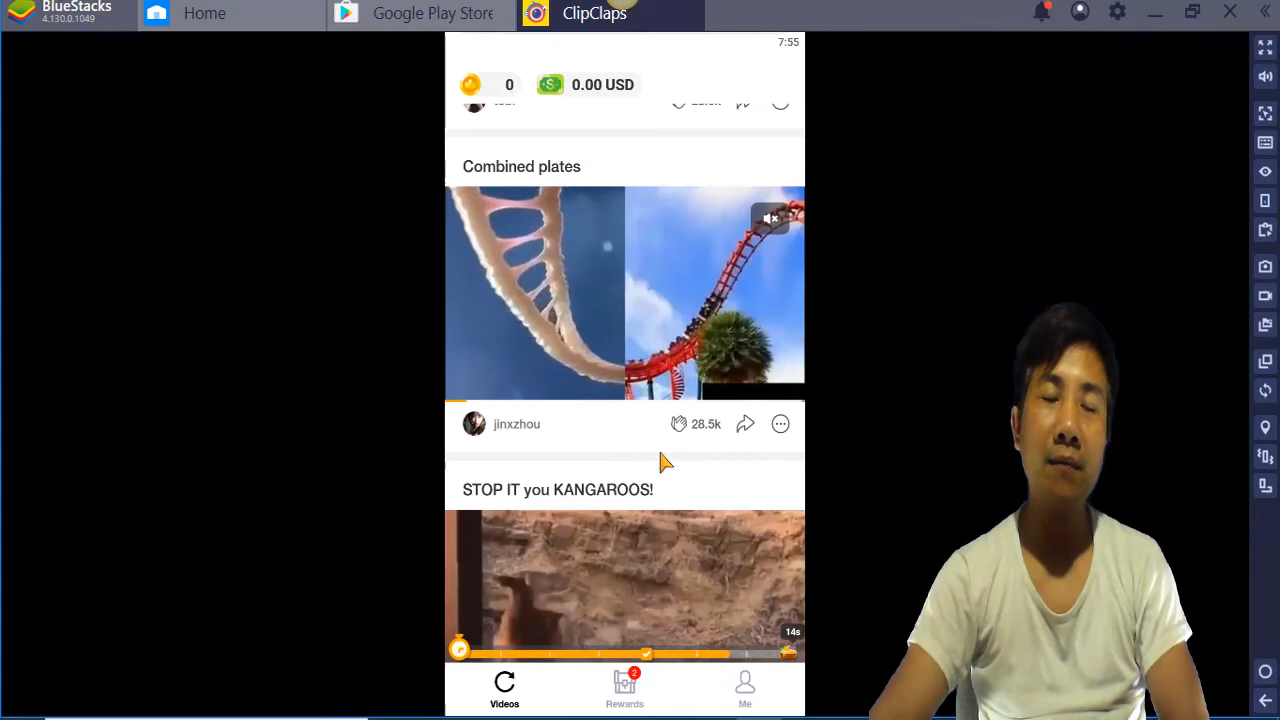 BlueStacks
4.130.0.1049
Home
Google Play Store
ClipClaps
7:55
0
0.00 USD
Combined plates
jinxzhou
28.5k
STOP IT you KANGAROOS!
14s
2
Videos
Rewards
Me